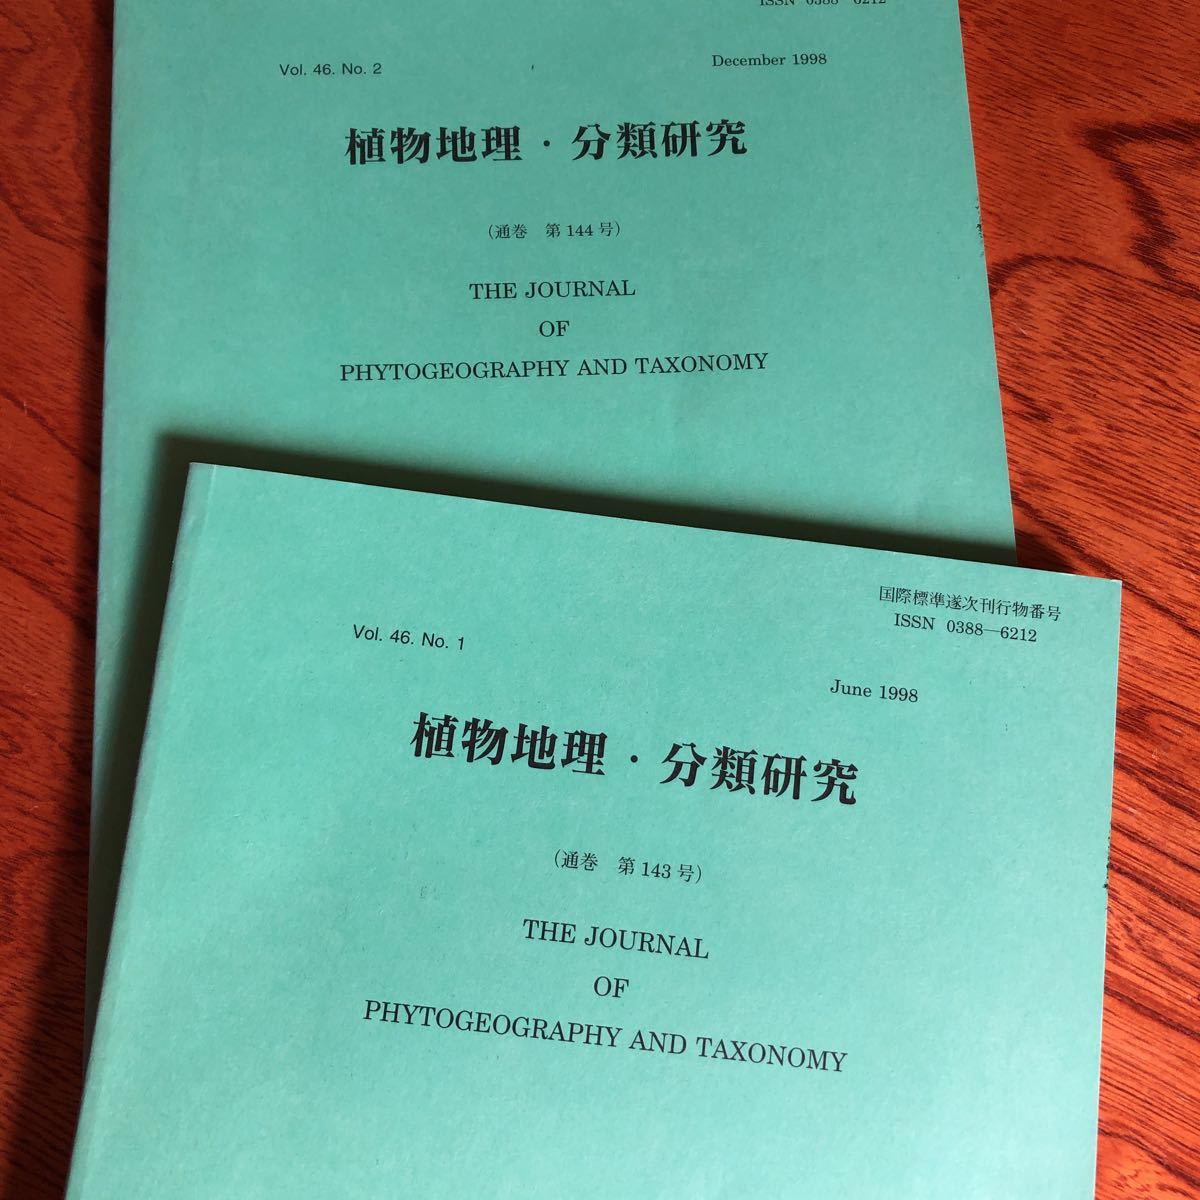 ISSN 0388—6212
Vol. 46. No. 2
December 1998
植物地理・分類研究
（通巻　第144号）
THE JOURNAL
OF
PHYTOGEOGRAPHY AND TAXONOMY
国際標準逐次刊行物番号
ISSN 0388—6212
Vol. 46. No. 1
June 1998
植物地理・分類研究
（通巻　第143号）
THE JOURNAL
OF
PHYTOGEOGRAPHY AND TAXONOMY